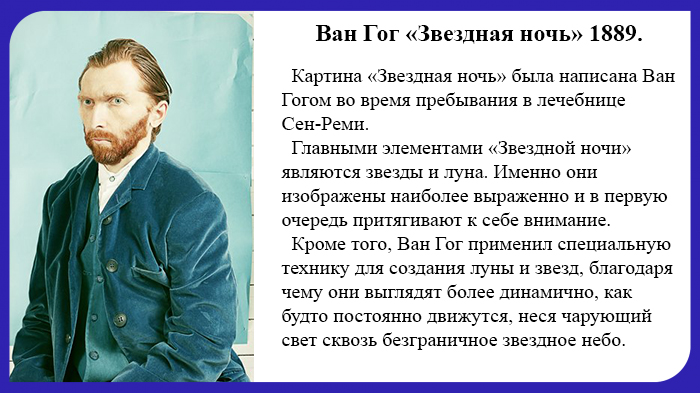 Ван Гог «Звездная ночь» 1889.
Картина «Звездная ночь» была написана Ван
Гогом во время пребывания в лечебнице
Сен-Реми.
Главными элементами «Звездной ночи»
являются звезды и луна. Именно они
изображены наиболее выраженно и в первую
очередь притягивают к себе внимание.
Кроме того, Ван Гог применил специальную
технику для создания луны и звезд, благодаря
чему они выглядят более динамично, как
будто постоянно движутся, неся чарующий
свет сквозь безграничное звездное небо.